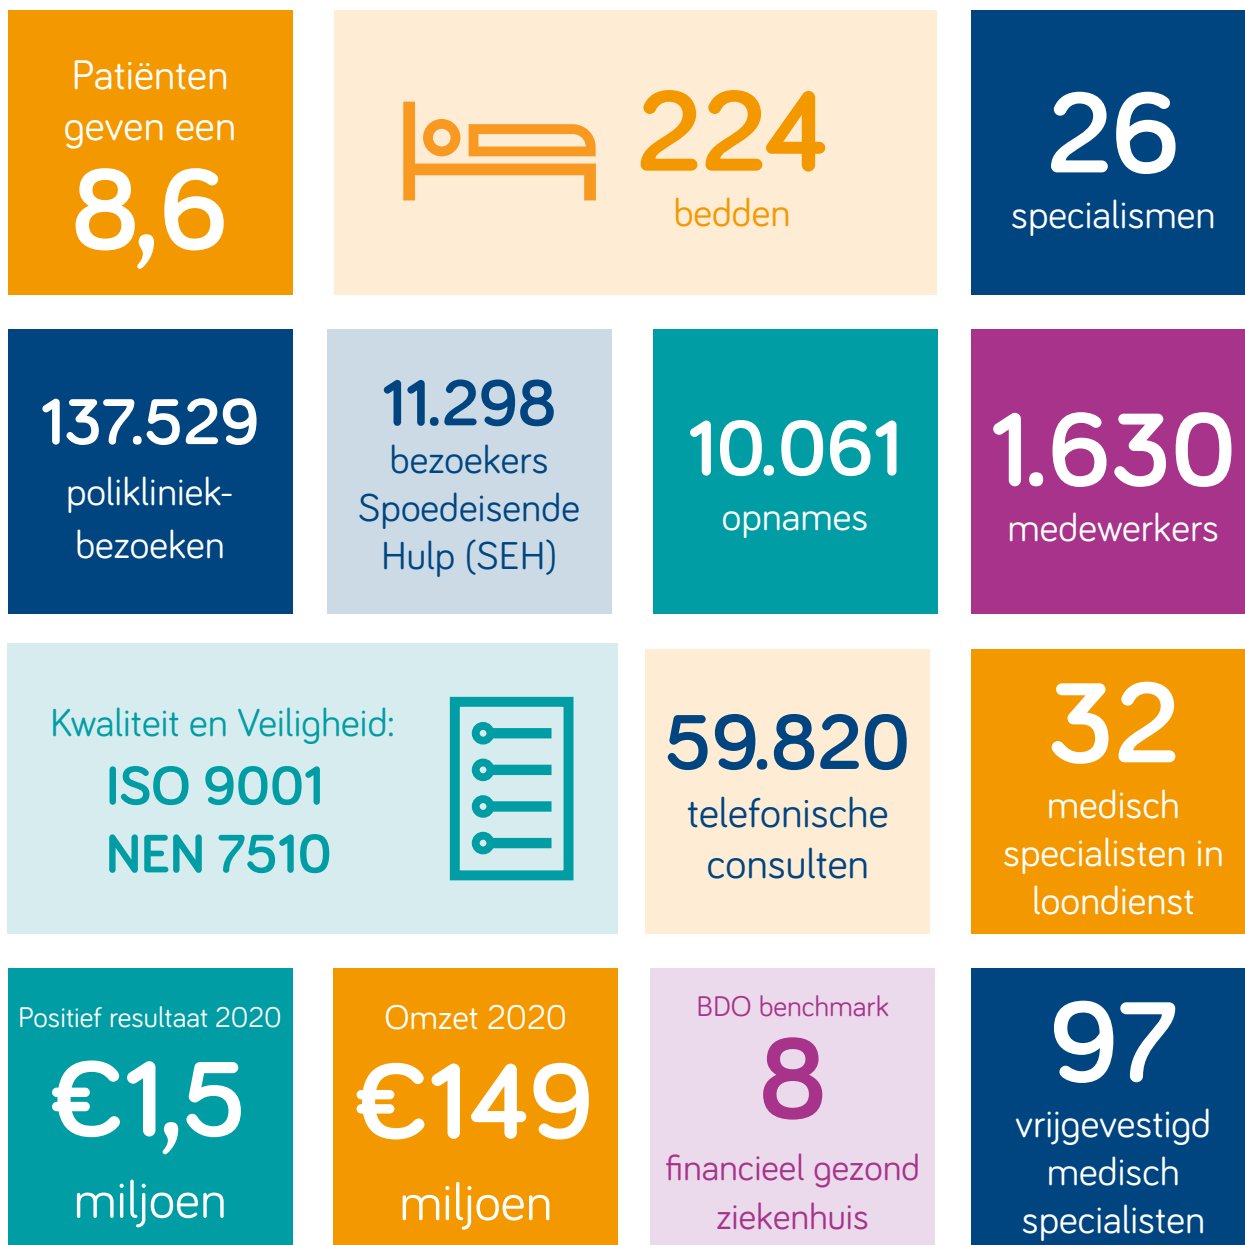 Patiënten
geven een
8,6
224
bedden
26
specialismen
137.529
polikliniek-
bezoeken
11.298
bezoekers
Spoedeisende
Hulp (SEH)
10.061
opnames
1.630
medewerkers
Kwaliteit en Veiligheid:
ISO 9001
NEN 7510
59.820
telefonische
consulten
32
medisch
specialisten in
loondienst
Positief resultaat 2020
€1,5
miljoen
Omzet 2020
€149
miljoen
BDO benchmark
8
financieel gezond
ziekenhuis
97
vrijgevestigd
medisch
specialisten